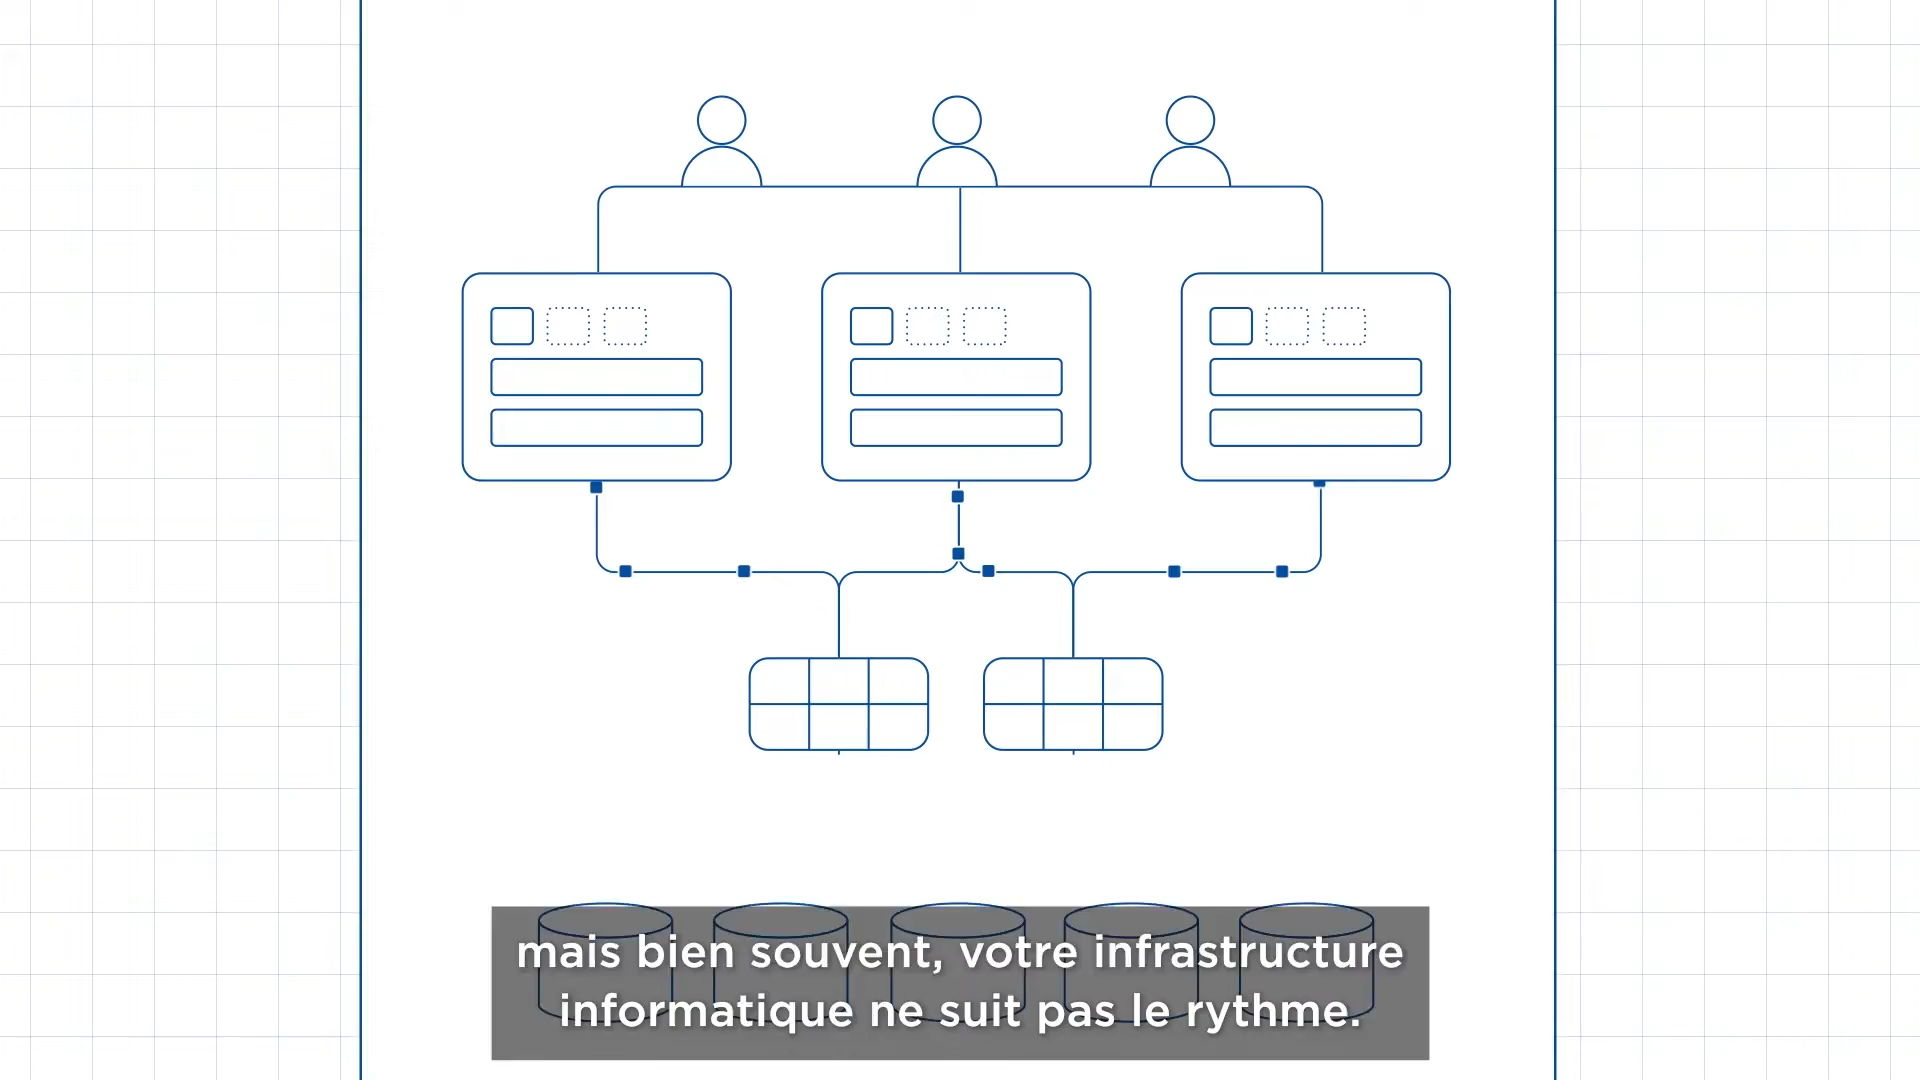 mais bien souvent, votre infrastructure
informatique ne suit pas le rythme.